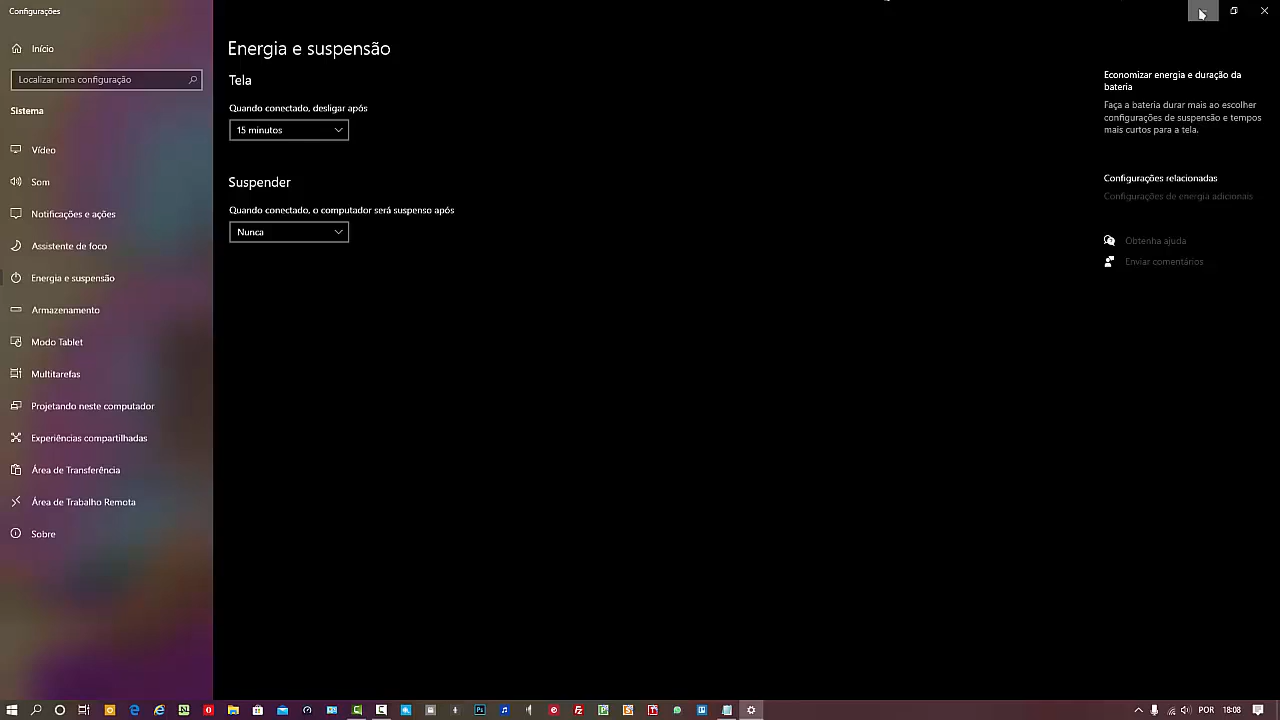 Configurações
Início
Localizar uma configuração
Sistema
Vídeo
Som
Notificações e ações
Assistente de foco
Energia e suspensão
Armazenamento
Modo Tablet
Multitarefas
Projetando neste computador
Experiências compartilhadas
Área de Transferência
Área de Trabalho Remota
Sobre
Energia e suspensão
Tela
Quando conectado, desligar após
15 minutos
Suspender
Quando conectado, o computador será suspenso após
Nunca
Economizar energia e duração da
bateria
Faça a bateria durar mais ao escolher
configurações de suspensão e tempos
mais curtos para a tela.
Configurações relacionadas
Configurações de energia adicionais
Obtenha ajuda
Enviar comentários
POR 18:08